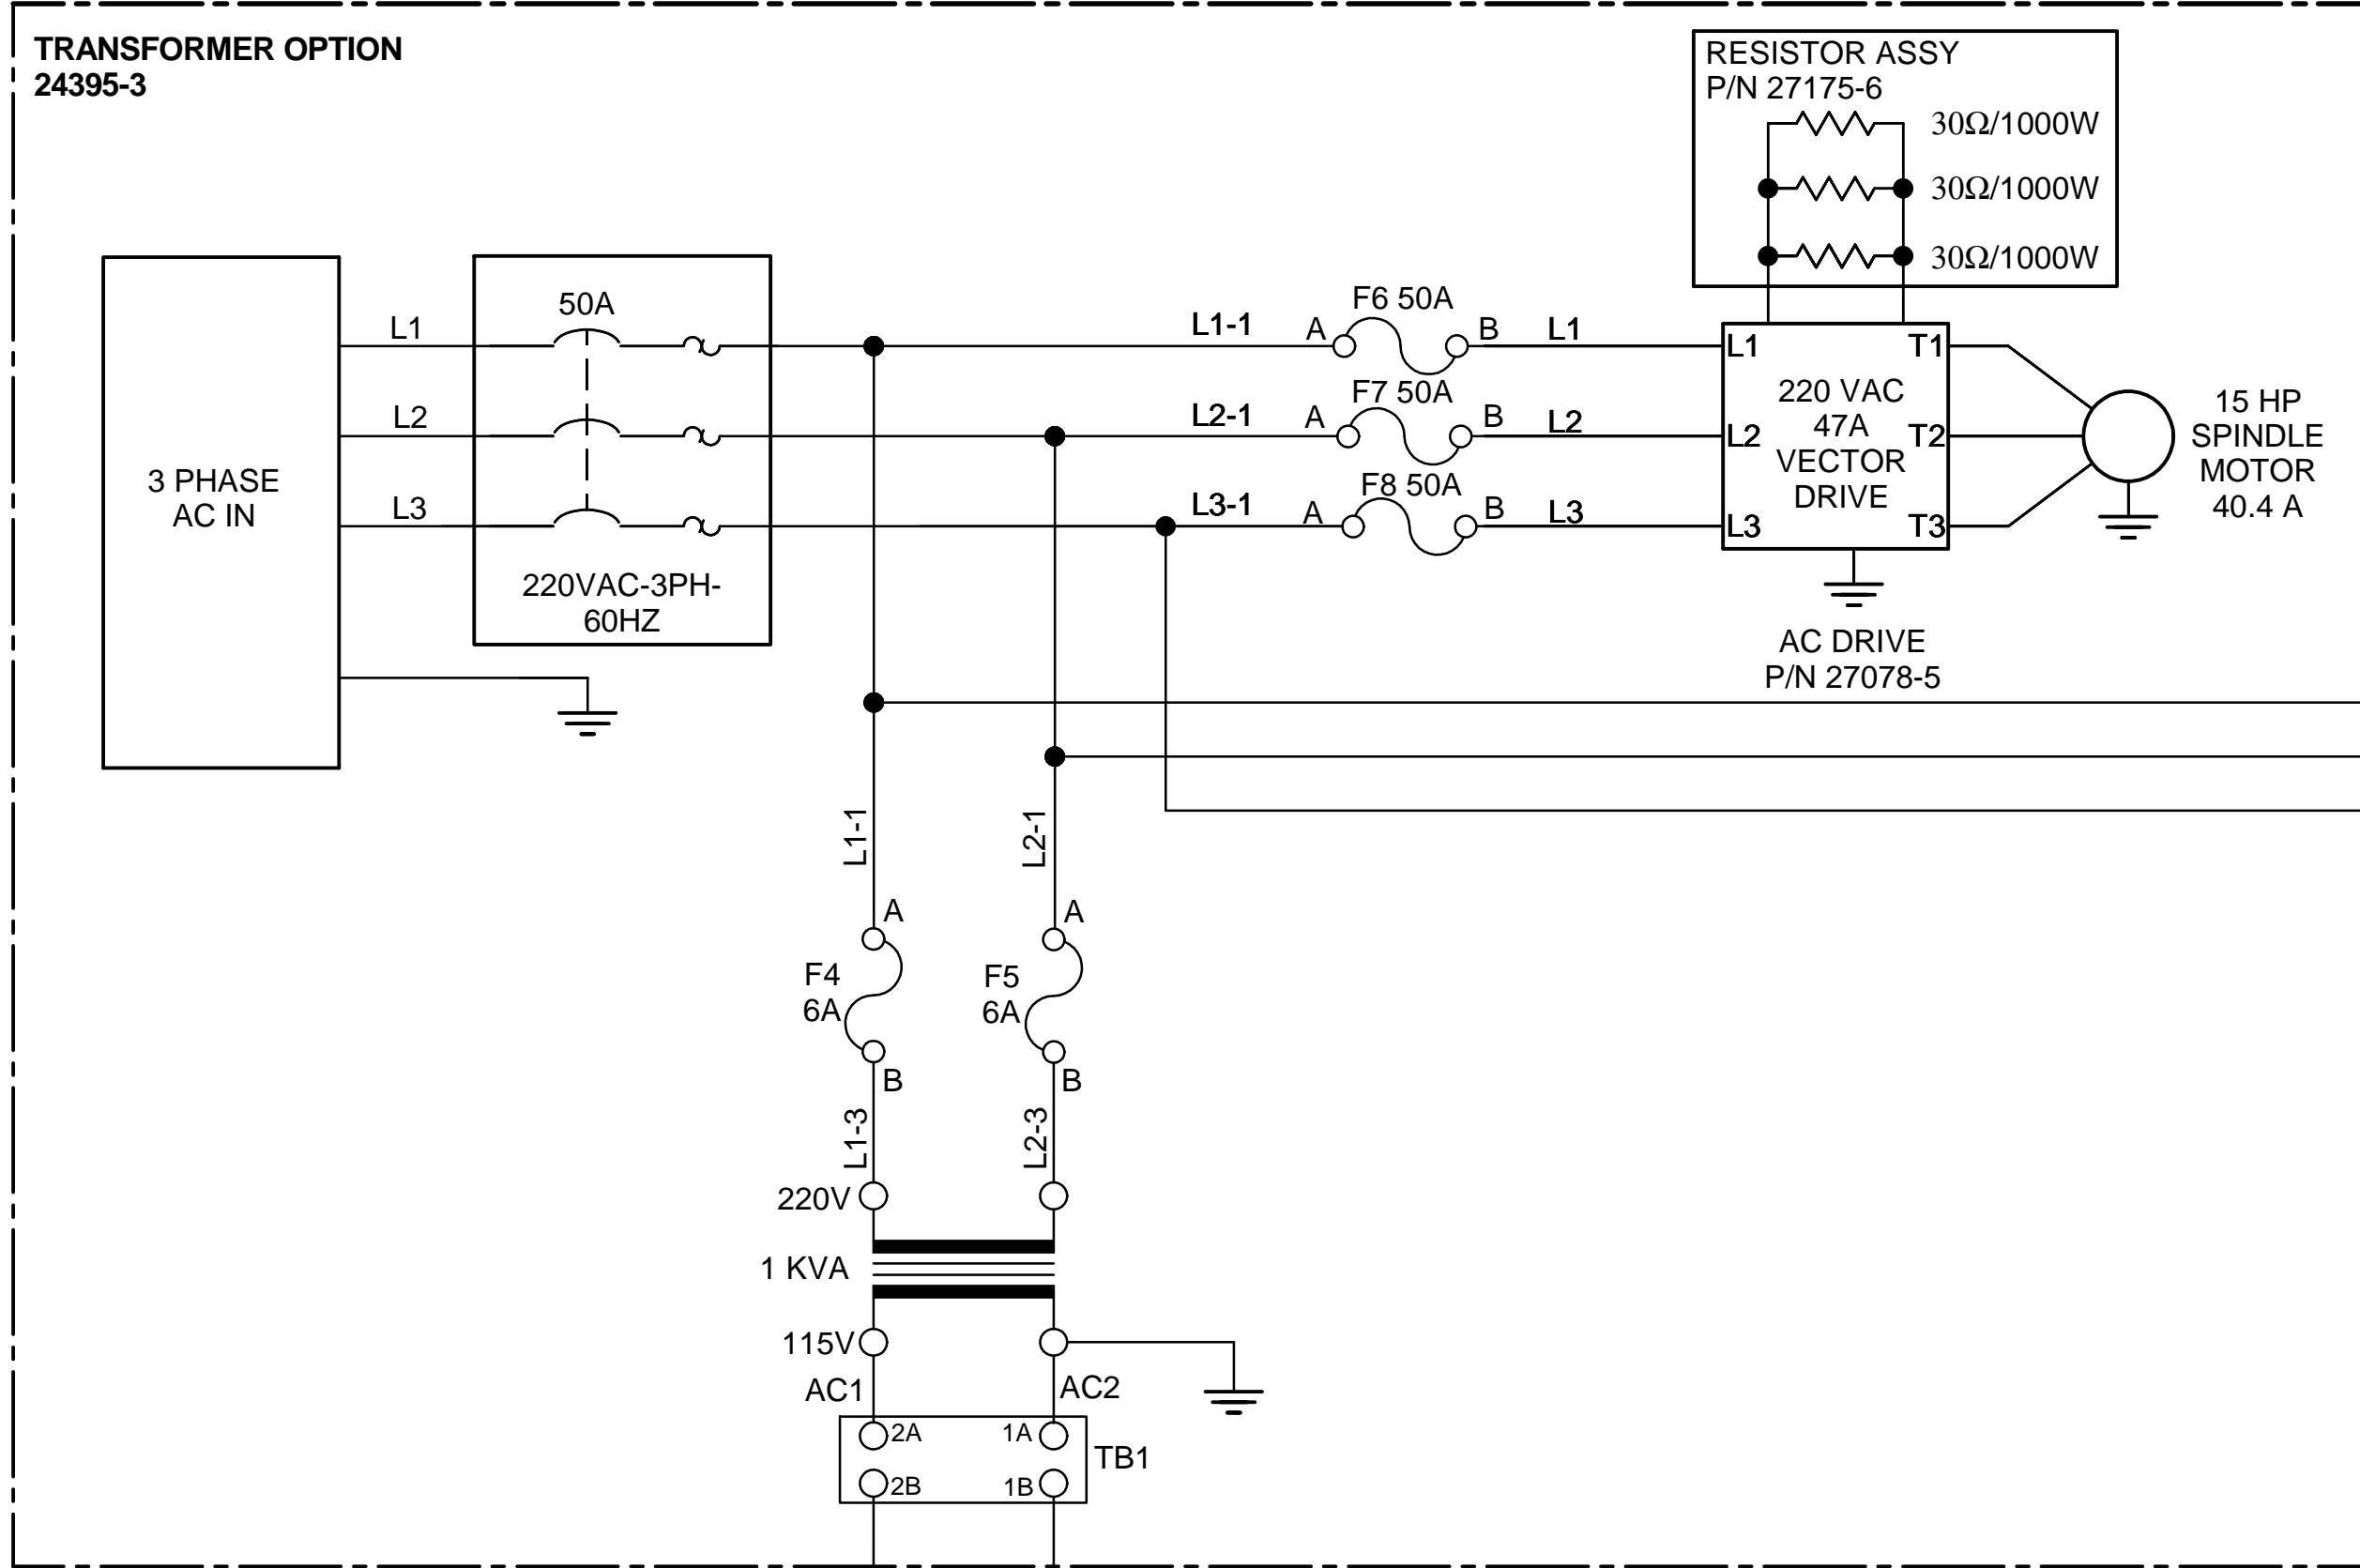 TRANSFORMER OPTION
24395-3
RESISTOR ASSY
P/N 27175-6
30Ω/1000W
30Ω/1000W
30Ω/1000W
3 PHASE
AC IN
L1
L2
L3
50A
220VAC-3PH-
60HZ
L1-1
A
F6 50A
B
L1
L2-1
A
F7 50A
B
L2
L3-1
A
F8 50A
B
L3
L1
T1
220 VAC
47A
VECTOR
DRIVE
L2
T2
L3
T3
15 HP
SPINDLE
MOTOR
40.4 A
AC DRIVE
P/N 27078-5
L1-1
L2-1
A
A
F4
6A
F5
6A
B
B
L1-3
L2-3
220V
1 KVA
115V
AC1
AC2
2A
1A
TB1
2B
1B